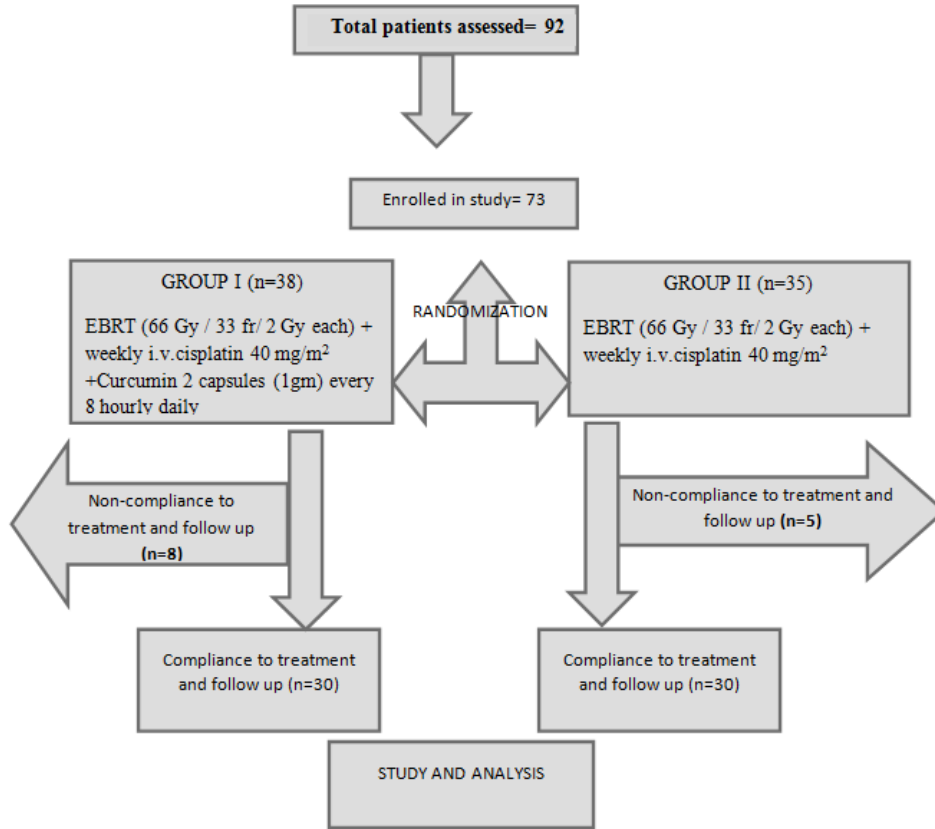 Total patients assessed= 92
Enrolled in study= 73
GROUP I (n=38)
EBRT (66 Gy / 33 fr/ 2 Gy each) +
weekly i.v.cisplatin 40 mg/m²
+Curcumin 2 capsules (1gm) every
8 hourly daily
RANDOMIZATION
GROUP II (n=35)
EBRT (66 Gy / 33 fr/ 2 Gy each) +
weekly i.v.cisplatin 40 mg/m²
Non-compliance to
treatment and follow up
(n=8)
Non-compliance to treatment and
follow up (n=5)
Compliance to treatment
and follow up (n=30)
Compliance to treatment
and follow up (n=30)
STUDY AND ANALYSIS